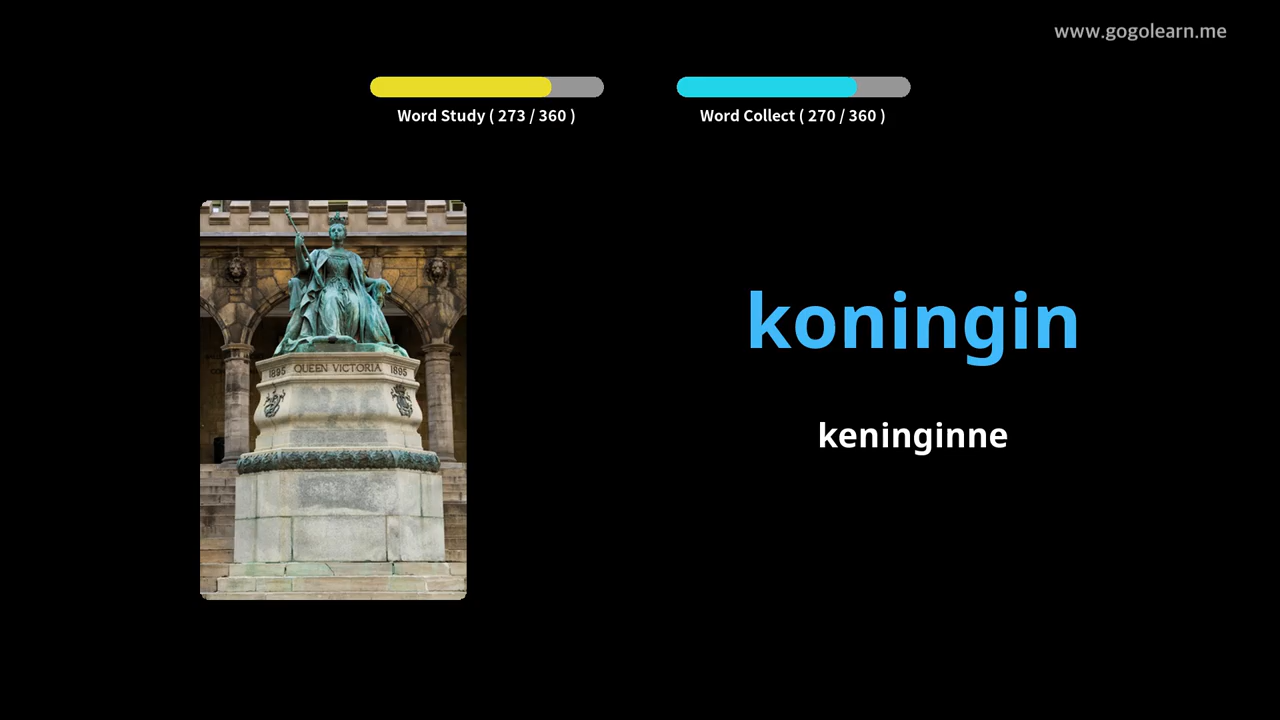 www.gogolearn.me
Word Study ( 273 / 360 )
Word Collect ( 270 / 360 )
1895 QUEEN VICTORIA 1895
koningin
keninginne